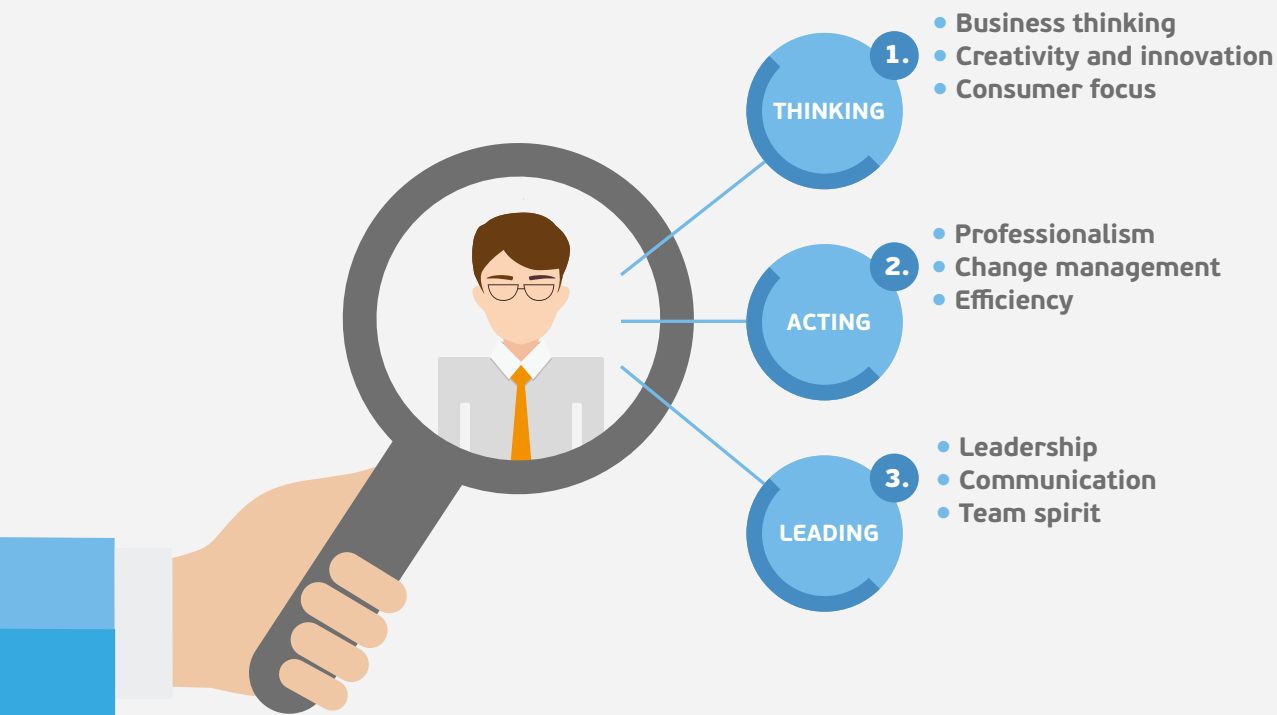 1.
THINKING
• Business thinking
• Creativity and innovation
• Consumer focus
2.
ACTING
• Professionalism
• Change management
• Efficiency
3.
LEADING
• Leadership
• Communication
• Team spirit